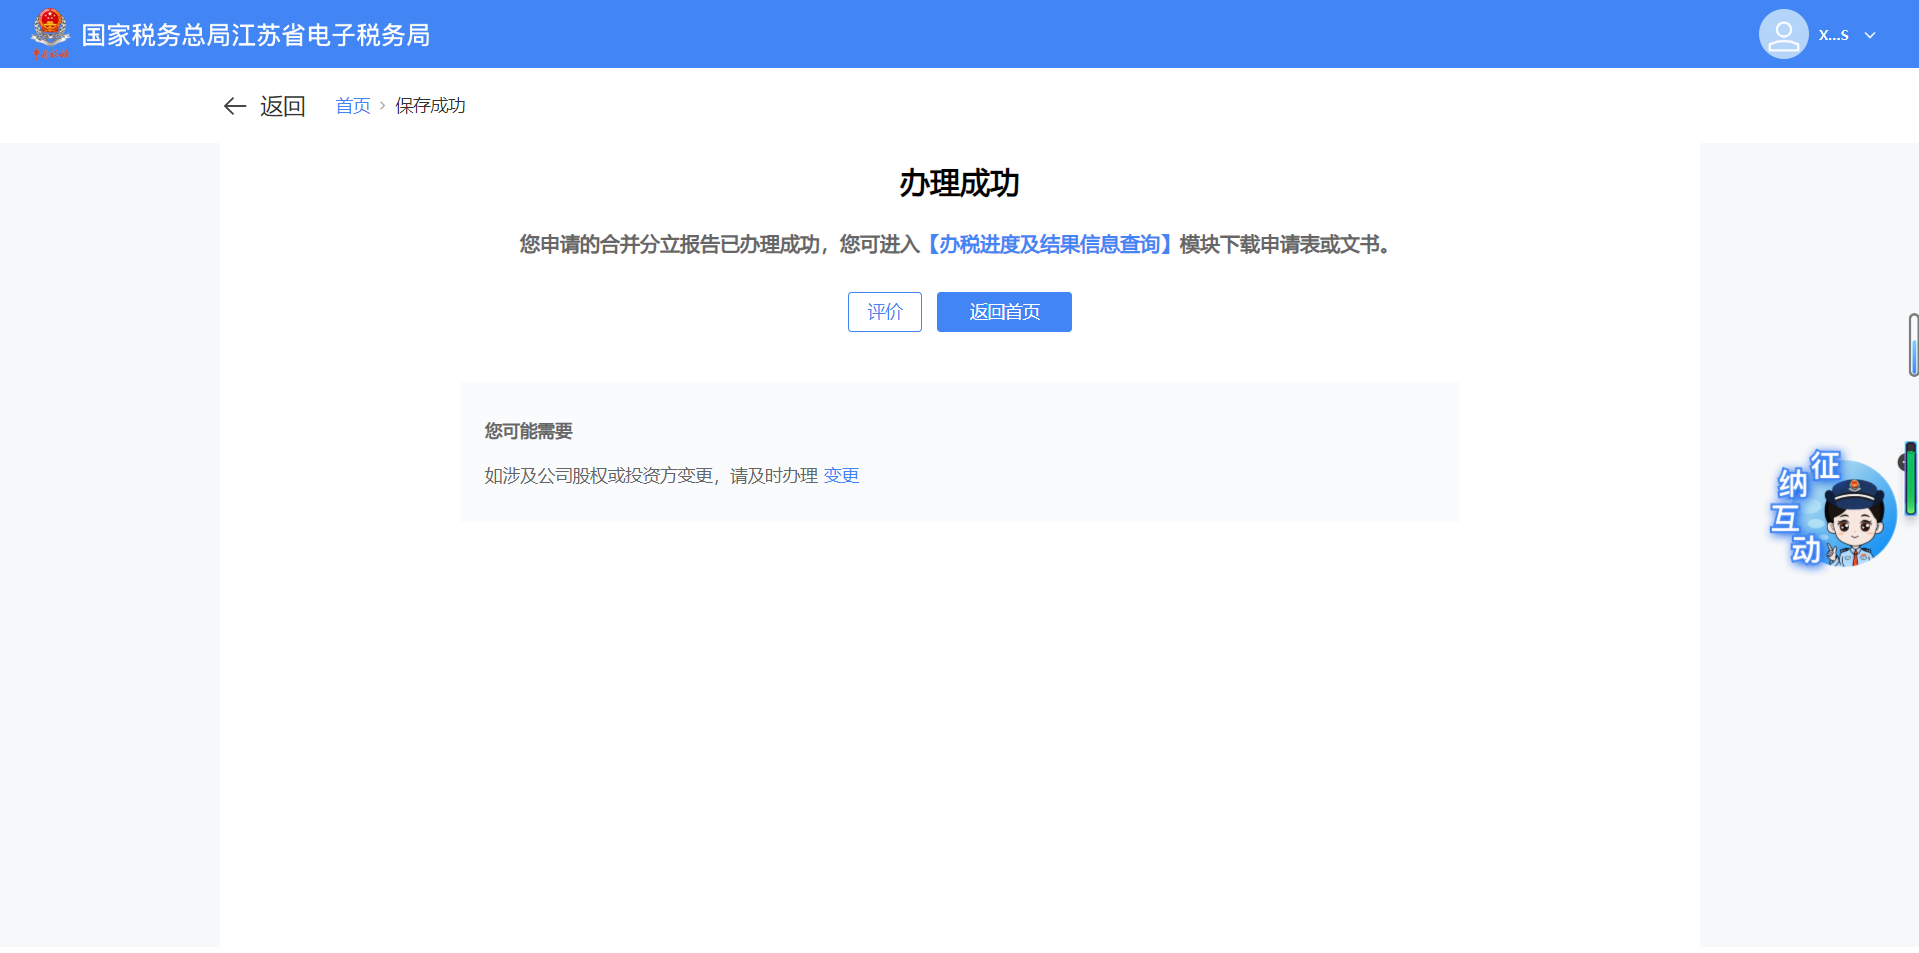 国家税务总局江苏省电子税务局
x...s
返回 首页 › 保存成功
办理成功
您申请的合并分立报告已办理成功，您可进入【办税进度及结果信息查询】模块下载申请表或文书。
评价 返回首页
您可能需要
如涉及公司股权或投资方变更，请及时办理 变更
征纳互动